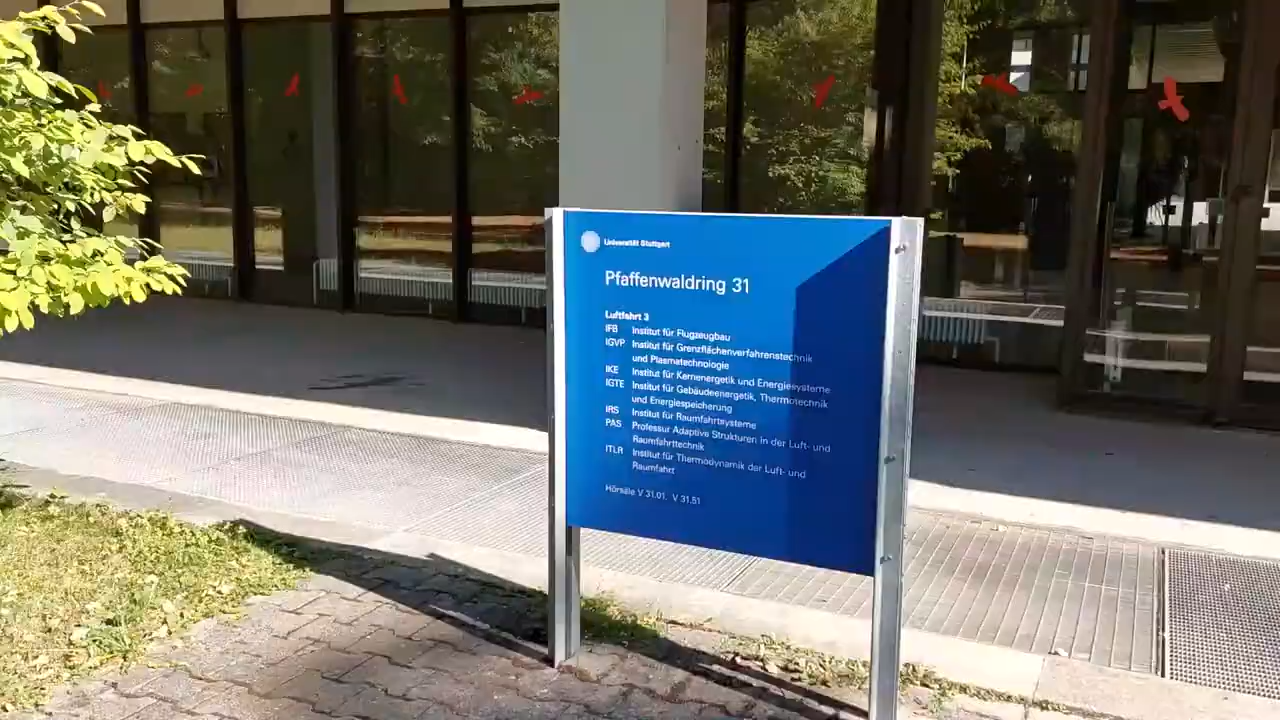 Universität Stuttgart
Pfaffenwaldring 31
Luftfahrt 3
IFB Institut für Flugzeugbau
IGVP Institut für Grenzflächenverfahrenstechnik
und Plasmatechnologie
IKE Institut für Kernenergetik und Energiesysteme
IGTE Institut für Gebäudeenergetik, Thermotechnik
und Energiespeicherung
IRS Institut für Raumfahrtsysteme
PAS Professur Adaptive Strukturen in der Luft- und
Raumfahrttechnik
ITLR Institut für Thermodynamik der Luft- und
Raumfahrt
Hörsäle V 31.01, V 31.51